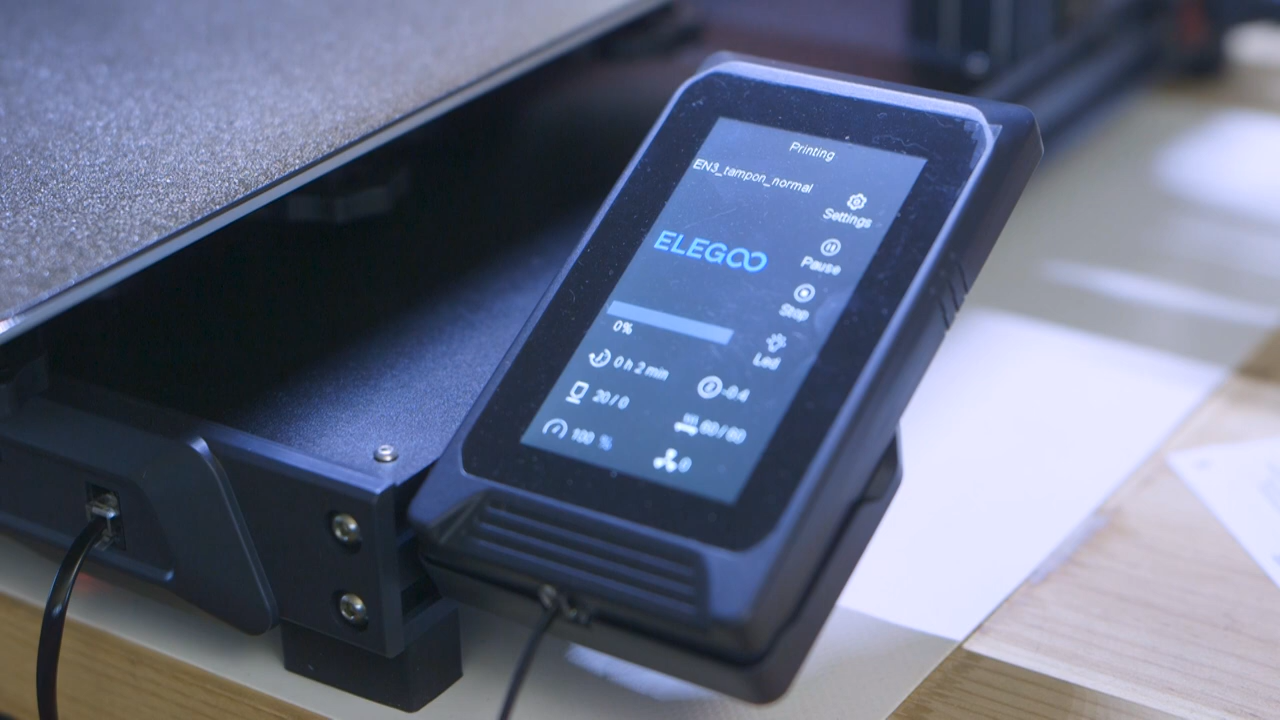 Printing
EN3_tampon_normal
Settings
ELEGOO
Pause
Stop
0%
Led
0 h 2 min
-0.4
20 / 0
60 / 60
100 %
0